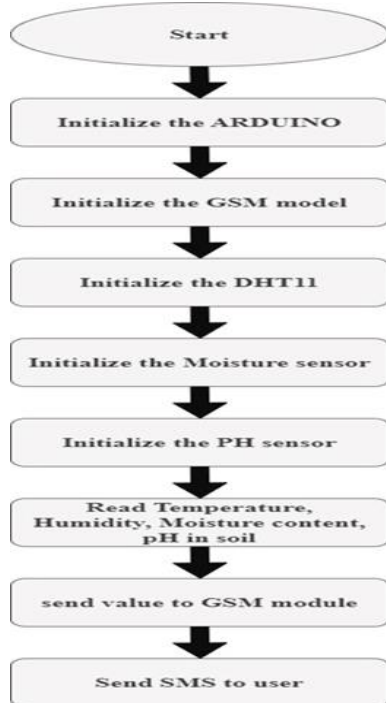 Start
Initialize the ARDUINO
Initialize the GSM model
Initialize the DHT11
Initialize the Moisture sensor
Initialize the PH sensor
Read Temperature,
Humidity, Moisture content,
pH in soil
send value to GSM module
Send SMS to user